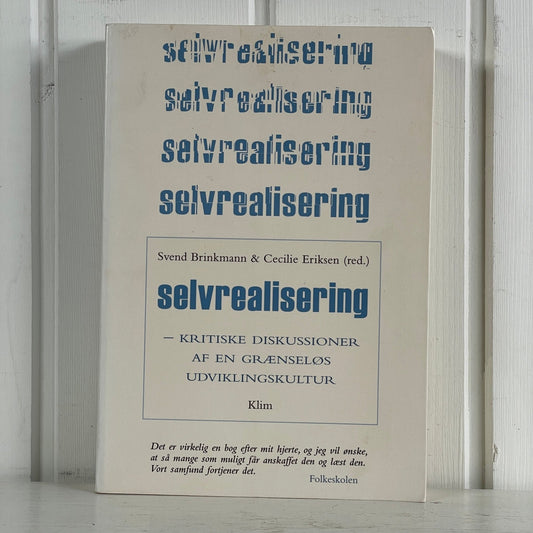 selvrealisering
selvrealisering
selvrealisering
selvrealisering
Svend Brinkmann & Cecilie Eriksen (red.)
selvrealisering
– KRITISKE DISKUSSIONER
AF EN GRÆNSELØS
UDVIKLINGSKULTUR
Klim
Det er virkelig en bog efter mit hjerte, og jeg vil ønske,
at så mange som muligt får anskaffet den og læst den.
Vort samfund fortjener det.
Folkeskolen